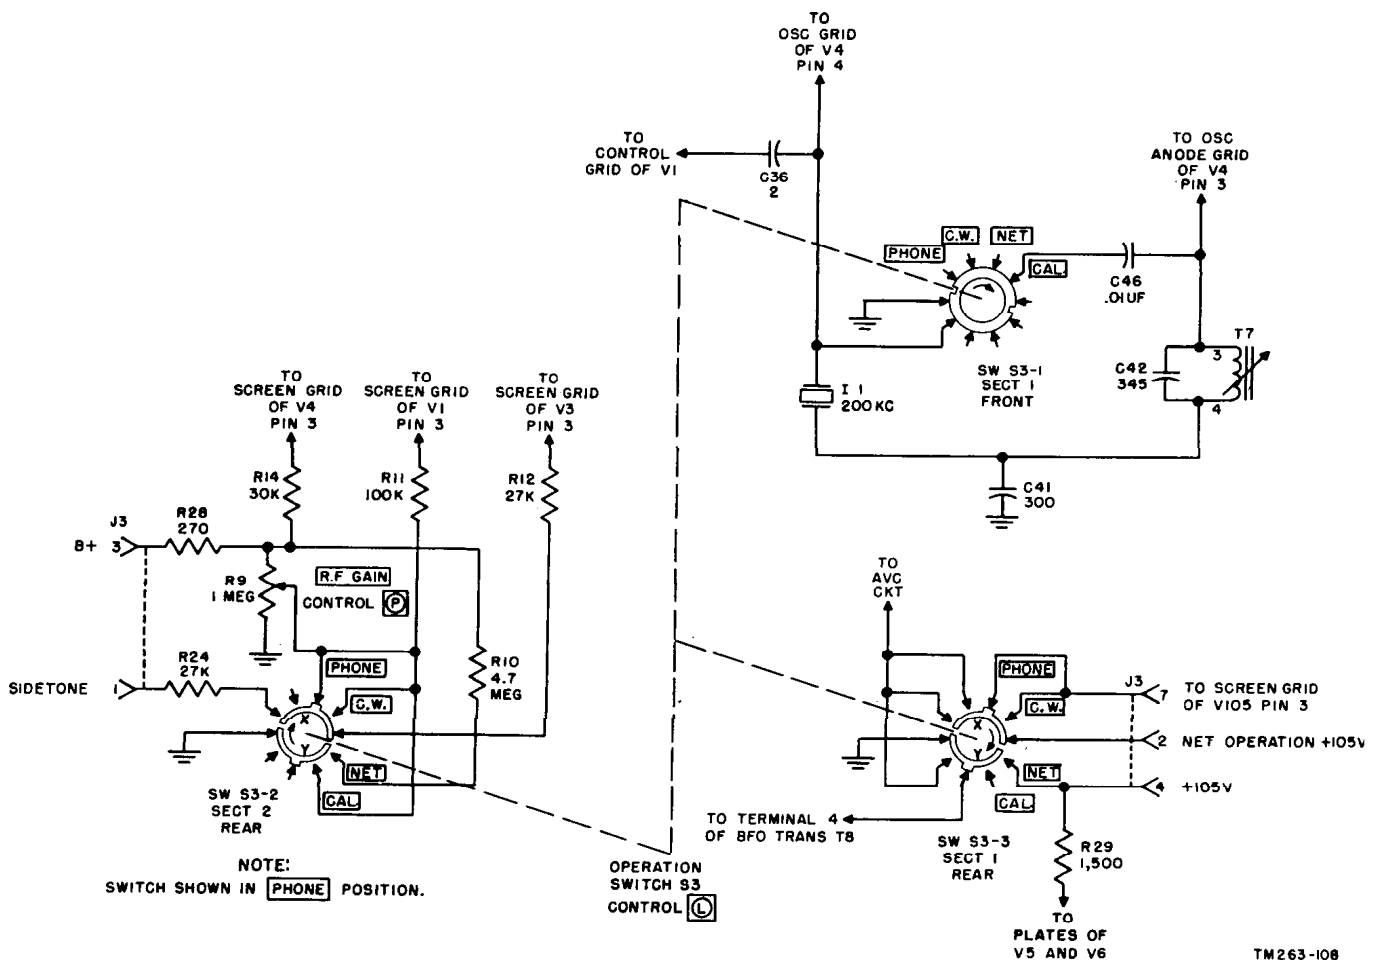 TO
OSC GRID
OF V4
PIN 4
TO
CONTROL
GRID OF V1
C36
2
TO OSC
ANODE GRID
OF V4
PIN 3
PHONE
C.W.
NET
CAL.
C46
.01UF
SW S3-1
SECT 1
FRONT
I 1
200KC
C42
345
3
T7
4
C41
300
TO
SCREEN GRID
OF V4
PIN 3
TO
SCREEN GRID
OF V1
PIN 3
TO
SCREEN GRID
OF V3
PIN 3
R14
30K
R11
100K
R12
27K
J3
B+ 3
R28
270
R9
1 MEG
R.F GAIN
CONTROL P
SIDETONE 1
R24
27K
R10
4.7
MEG
PHONE
C.W.
NET
CAL.
X
Y
SW S3-2
SECT 2
REAR
NOTE:
SWITCH SHOWN IN PHONE POSITION.
OPERATION
SWITCH S3
CONTROL L
TO
AVC
CKT
PHONE
C.W.
NET
CAL.
X
Y
J3
7 TO SCREEN GRID
OF V105 PIN 3
2 NET OPERATION +105V
4 +105V
TO TERMINAL 4
OF BFO TRANS T8
SW S3-3
SECT 1
REAR
R29
1,500
TO
PLATES OF
V5 AND V6
TM263-108